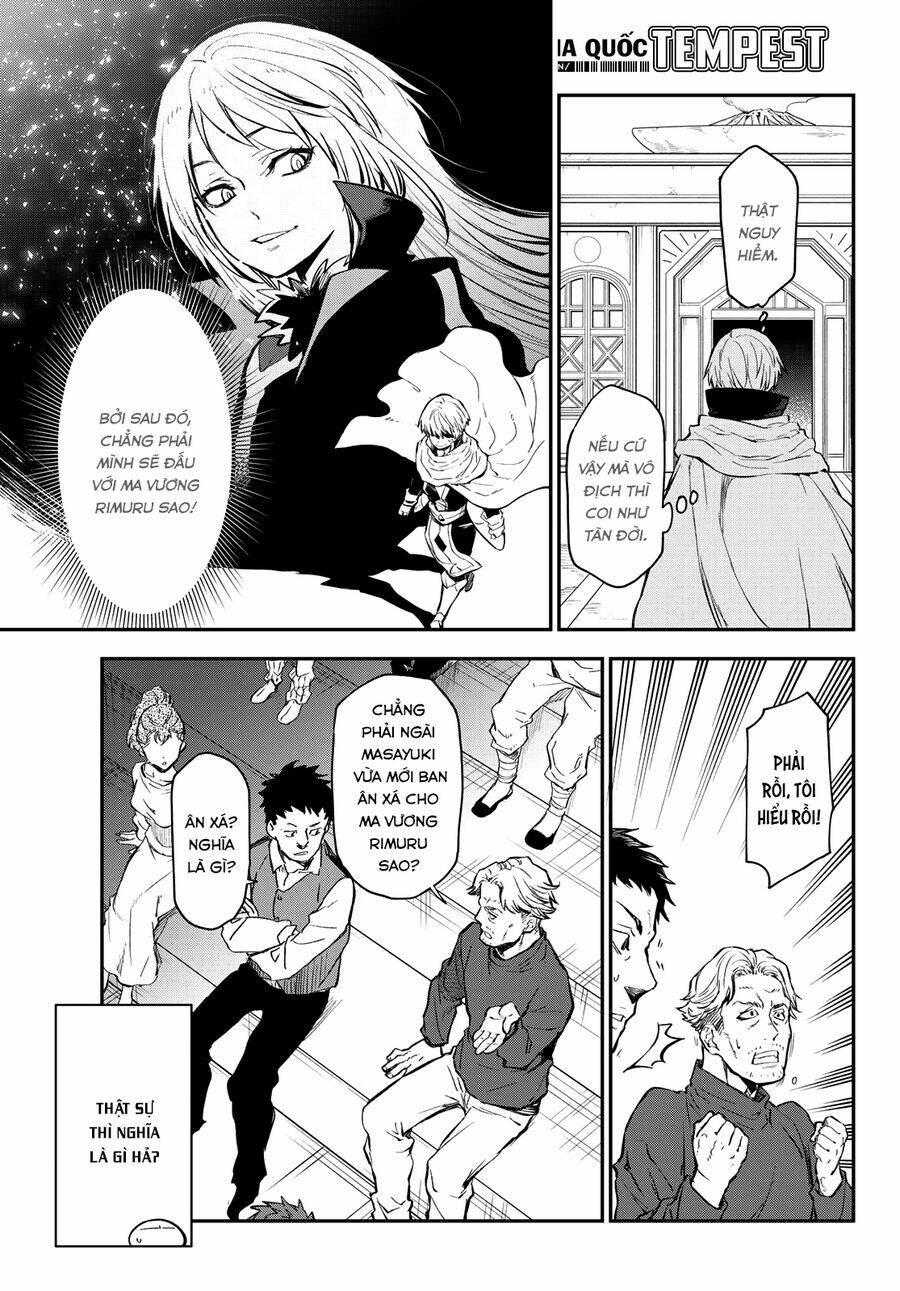 QUỐC TEMPEST
THẬT
NGUY
HIỂM.
NẾU CỨ
VẬY MÀ VÔ
ĐỊCH THÌ
COI NHƯ
TÀN ĐỜI.
BỞI SAU ĐÓ,
CHẲNG PHẢI
MÌNH SẼ ĐẤU
VỚI MA VƯƠNG
RIMURU SAO!
PHẢI
RỒI, TÔI
HIỂU RỒI!
CHẲNG
PHẢI NGÀI
MASAYUKI
VỪA MỚI BAN
ÂN XÁ CHO
MA VƯƠNG
RIMURU
SAO?
ÂN XÁ?
NGHĨA
LÀ GÌ?
THẬT SỰ
THÌ NGHĨA
LÀ GÌ HẢ?